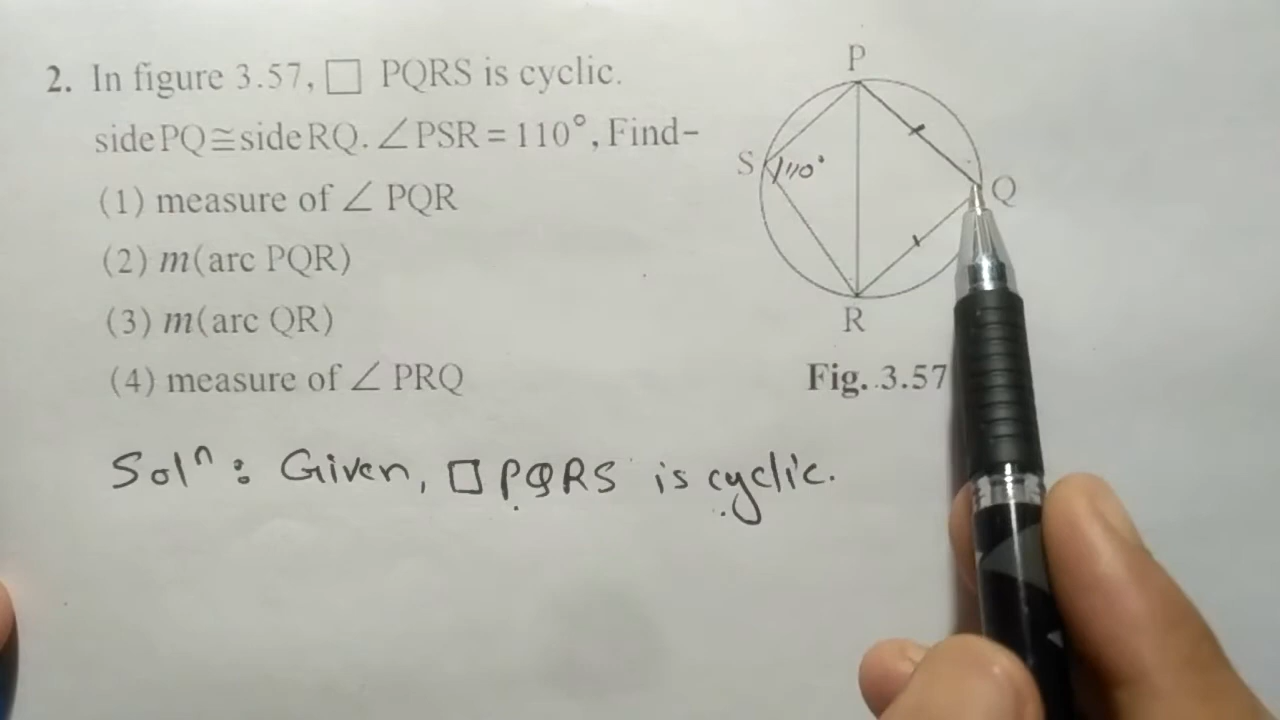 2. In figure 3.57, □ PQRS is cyclic.
side PQ ≅ side RQ. ∠PSR = 110°, Find-
(1) measure of ∠ PQR
(2) m(arc PQR)
(3) m(arc QR)
(4) measure of ∠ PRQ
P
S
110°
Q
R
Fig. 3.57
Solⁿ : Given, □ PQRS is cyclic.